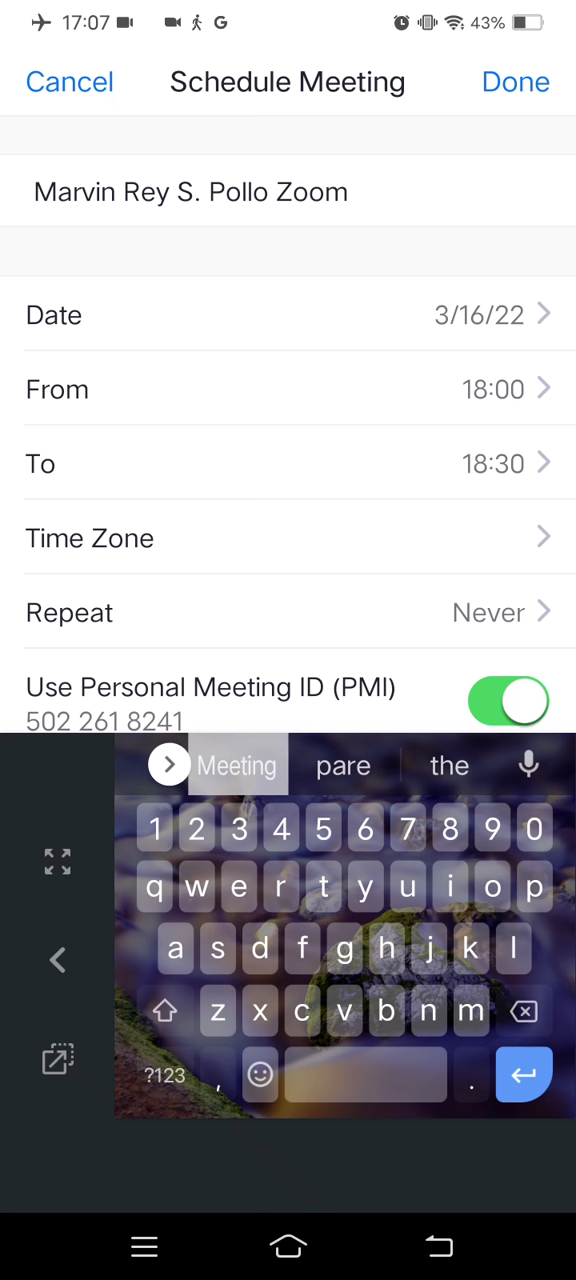 17:07 G 43%
Cancel Schedule Meeting Done
Marvin Rey S. Pollo Zoom
Date 3/16/22
From 18:00
To 18:30
Time Zone
Repeat Never
Use Personal Meeting ID (PMI)
502 261 8241
Meeting pare the
1 2 3 4 5 6 7 8 9 0
q w e r t y u i o p
a s d f g h j k l
z x c v b n m
?123 , .